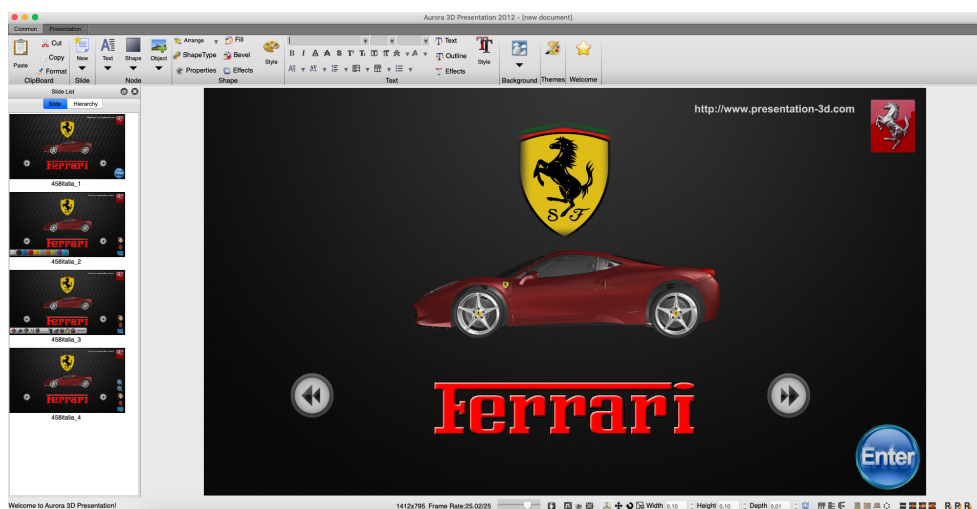 Aurora 3D Presentation 2012 - [new document]
Common Presentation
Paste Cut Copy Format
ClipBoard
New
Slide
Text Shape Object
Node
Arrange Fill
ShapeType Bevel
Properties Effects
Style
Shape
B I A A S
Text
Outline
Effects
Style
Text
Background Themes Welcome
Slide List
Slide Hierarchy
458italia_1
458italia_2
458italia_3
458italia_4
http://www.presentation-3d.com
S F
Ferrari
Enter
Welcome to Aurora 3D Presentation!
1412x795 Frame Rate:25.02/25
Width 0,10 Height 0,10 Depth 0,01
R R R